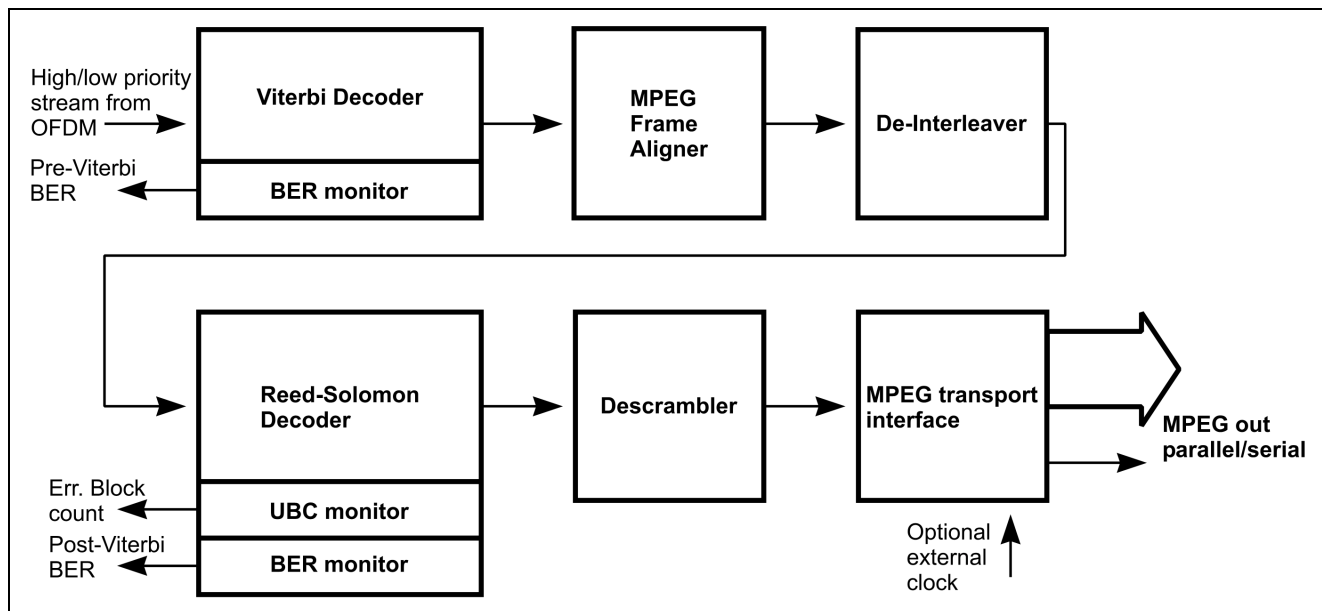 High/low priority
stream from
OFDM
Viterbi Decoder
MPEG
Frame
Aligner
De-Interleaver
Pre-Viterbi
BER
BER monitor
Reed-Solomon
Decoder
Descrambler
MPEG transport
interface
MPEG out
parallel/serial
Err. Block
count
UBC monitor
Post-Viterbi
BER
BER monitor
Optional
external
clock